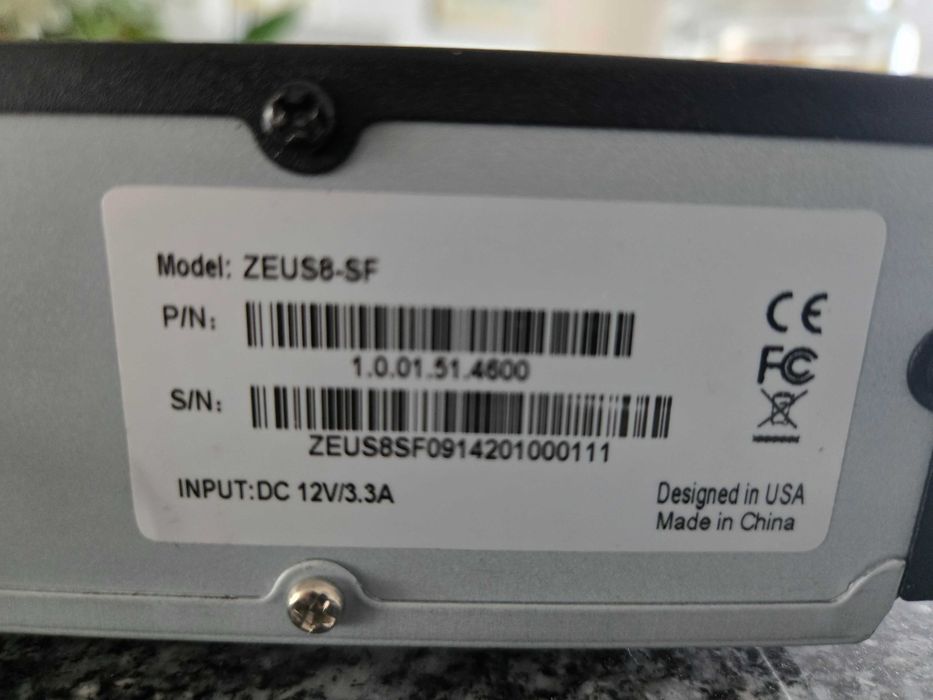 Model: ZEUS8-SF
P/N:
1.0.01.51.4600
S/N:
ZEUS8SF0914201000111
INPUT:DC 12V/3.3A
CE
FC
Designed in USA
Made in China